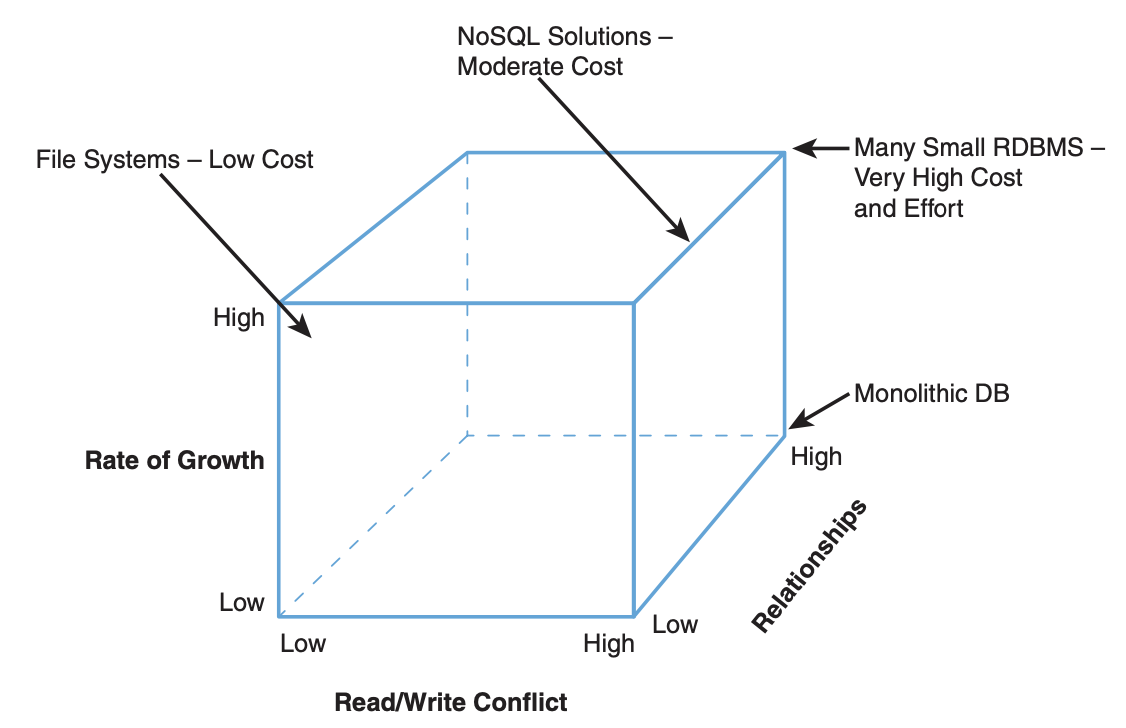 NoSQL Solutions –
Moderate Cost
File Systems – Low Cost
Many Small RDBMS –
Very High Cost
and Effort
High
Monolithic DB
High
Rate of Growth
Relationships
Low
Low
High
Low
Read/Write Conflict